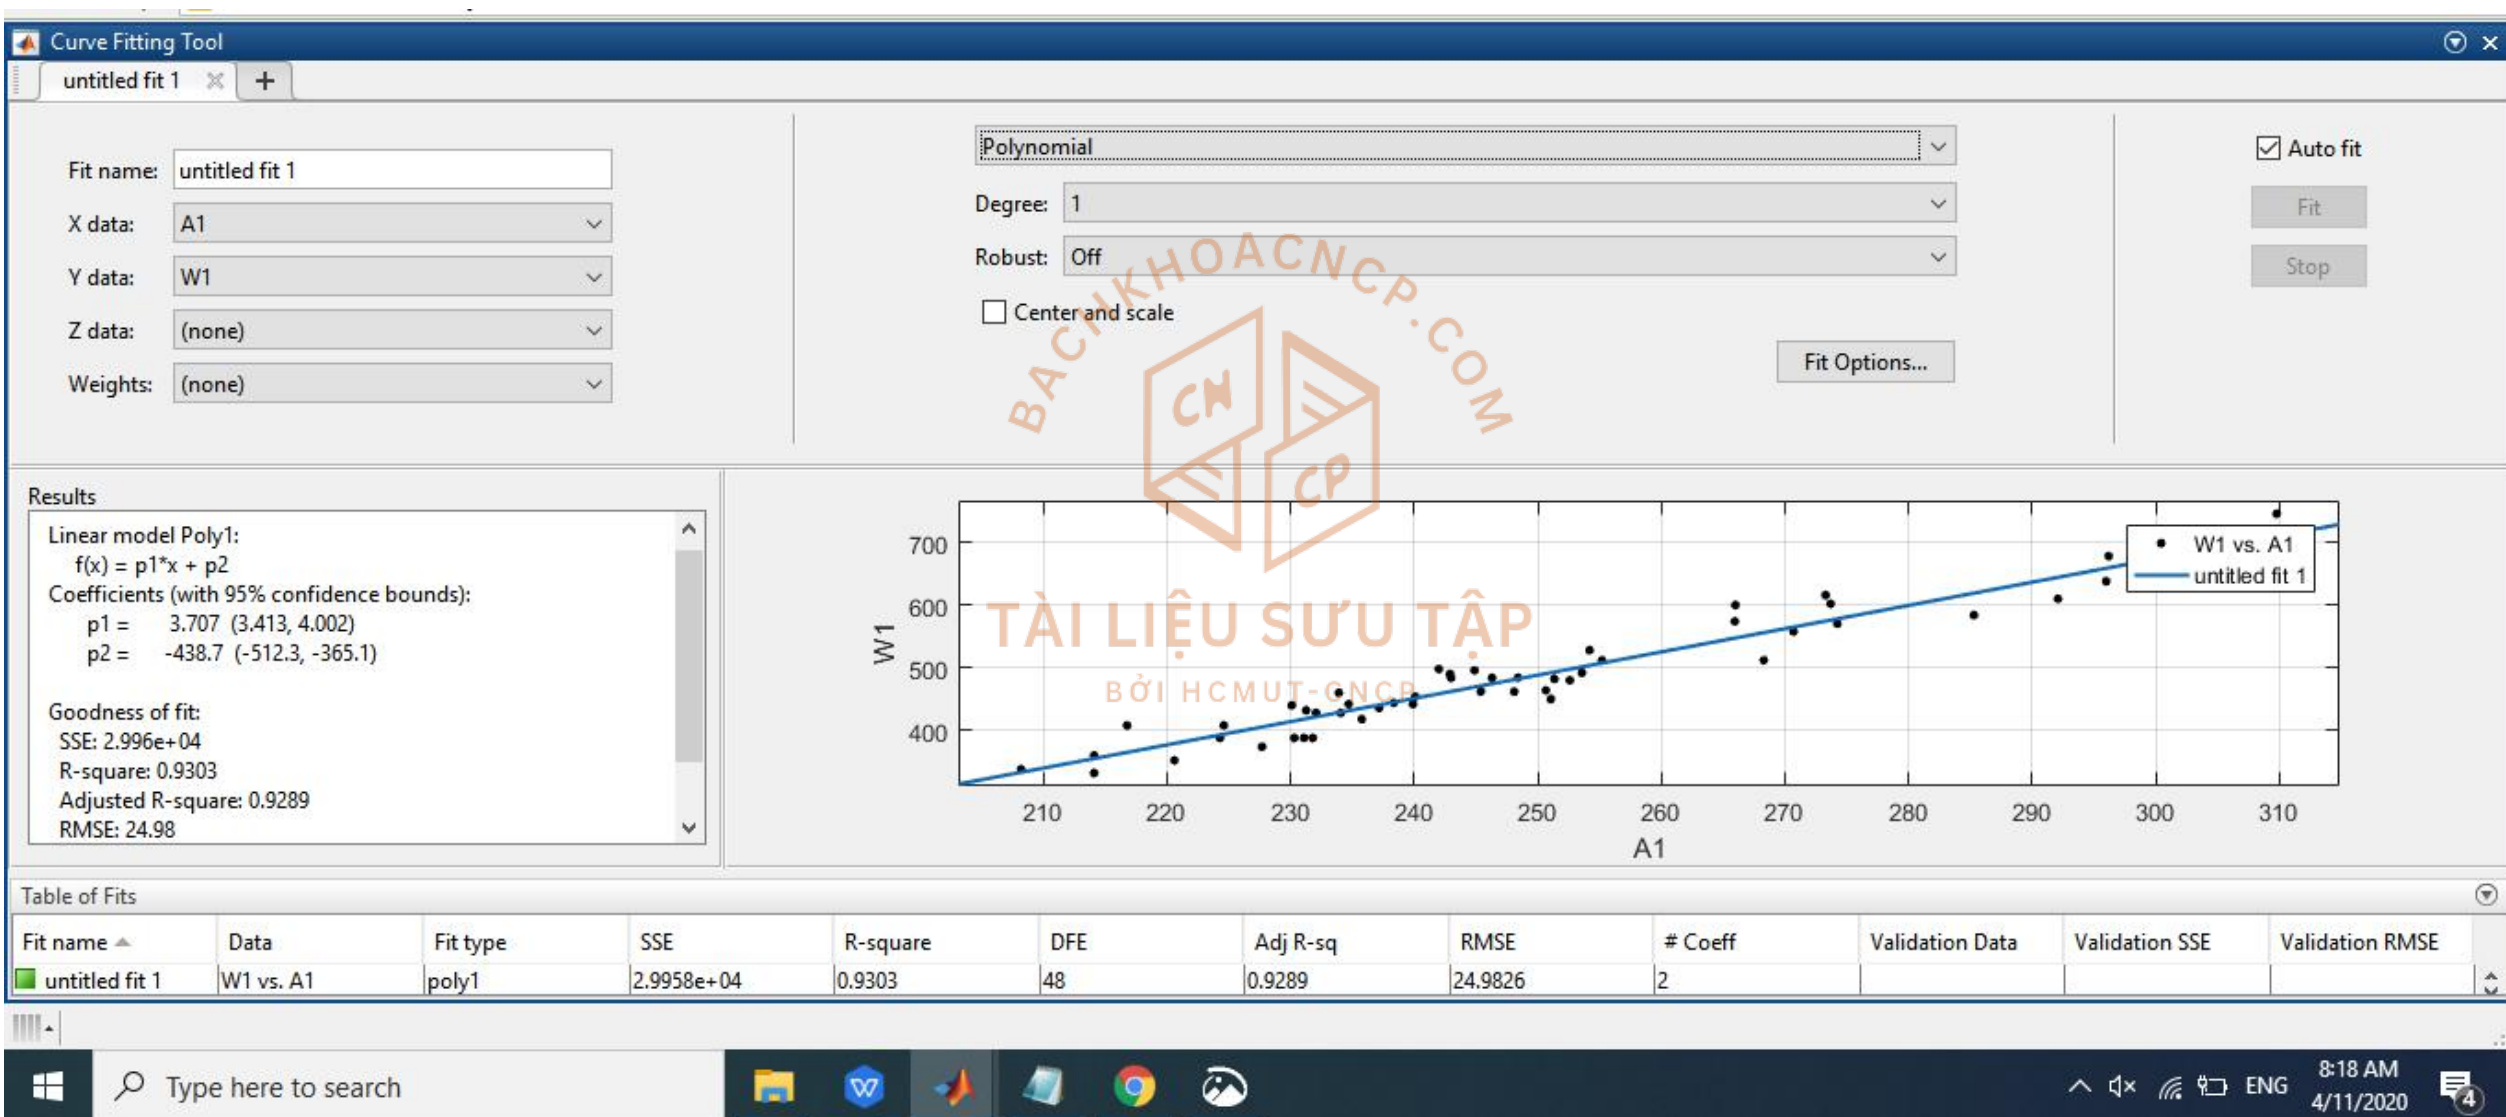 Curve Fitting Tool
untitled fit 1
+
Fit name: untitled fit 1
X data: A1
Y data: W1
Z data: (none)
Weights: (none)
Polynomial
Degree: 1
Robust: Off
Center and scale
Fit Options...
Auto fit
Fit
Stop
BACHKHOACNCP.COM
CN
CP
TÀI LIỆU SƯU TẬP
BỞI HCMUT-CNCP
Results
Linear model Poly1:
f(x) = p1*x + p2
Coefficients (with 95% confidence bounds):
p1 = 3.707 (3.413, 4.002)
p2 = -438.7 (-512.3, -365.1)
Goodness of fit:
SSE: 2.996e+04
R-square: 0.9303
Adjusted R-square: 0.9289
RMSE: 24.98
W1
700
600
500
400
210 220 230 240 250 260 270 280 290 300 310
A1
W1 vs. A1
untitled fit 1
Table of Fits
Fit name Data Fit type SSE R-square DFE Adj R-sq RMSE # Coeff Validation Data Validation SSE Validation RMSE
untitled fit 1 W1 vs. A1 poly1 2.9958e+04 0.9303 48 0.9289 24.9826 2
Type here to search
W
ENG
8:18 AM
4/11/2020
4